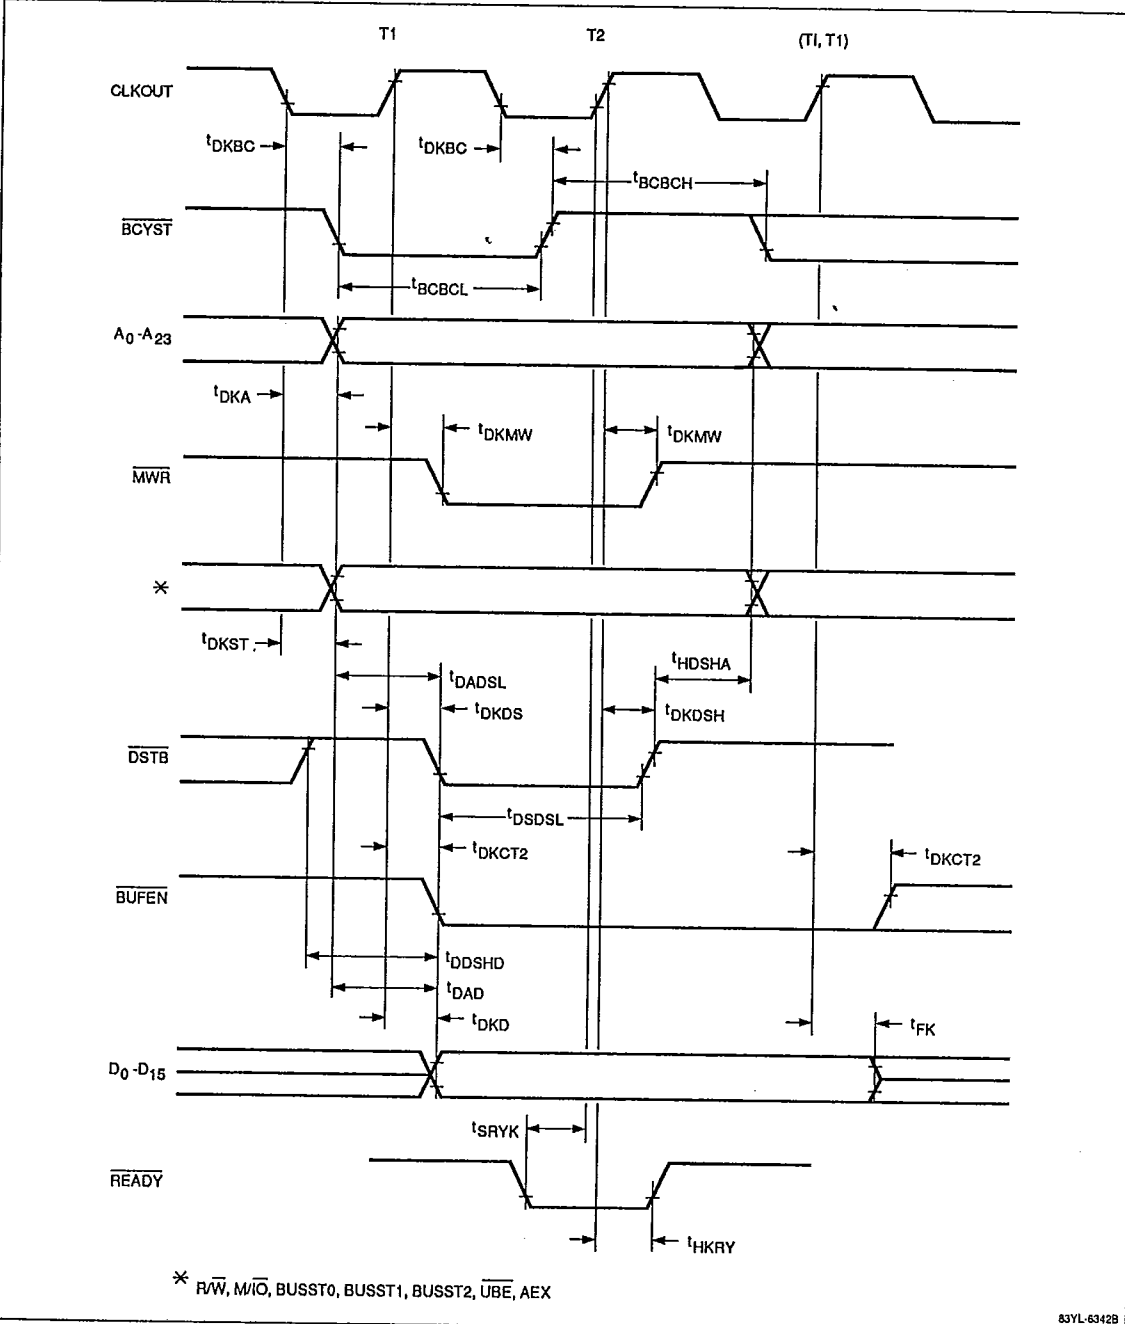 T1 T2 (TI, T1)
CLKOUT
tDKBC tDKBC
tBCBCH
BCYST
tBCBCL
A0-A23
tDKA
tDKMW tDKMW
MWR
*
tDKST
tHDSHA
tDADSL
tDKDS tDKDSH
DSTB
tDSDSL
tDKCT2 tDKCT2
BUFEN
tDDSHD
tDAD
tDKD tFK
D0-D15
tSRYK
READY
tHKRY
* R/W, M/IO, BUSST0, BUSST1, BUSST2, UBE, AEX
83YL-6342B